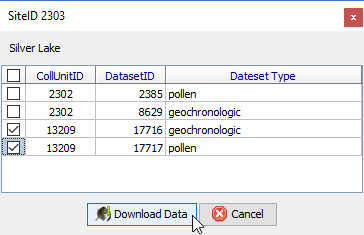 SiteID 2303
Silver Lake
CollUnitID DatasetID Dateset Type
2302 2385 pollen
2302 8629 geochronologic
13209 17716 geochronologic
13209 17717 pollen
Download Data Cancel